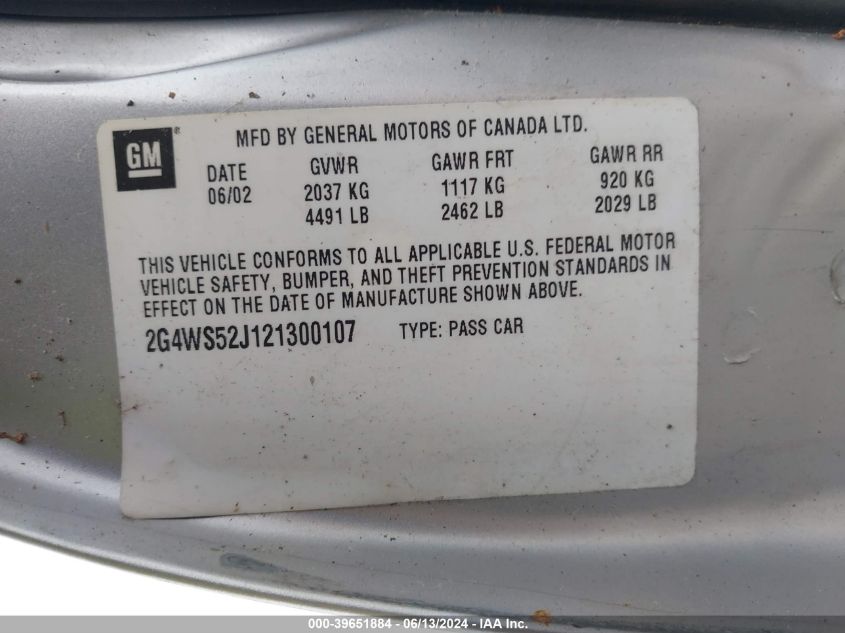 GM ®
MFD BY GENERAL MOTORS OF CANADA LTD.
DATE GVWR GAWR FRT GAWR RR
06/02 2037 KG 1117 KG 920 KG
4491 LB 2462 LB 2029 LB
THIS VEHICLE CONFORMS TO ALL APPLICABLE U.S. FEDERAL MOTOR
VEHICLE SAFETY, BUMPER, AND THEFT PREVENTION STANDARDS IN
EFFECT ON THE DATE OF MANUFACTURE SHOWN ABOVE.
2G4WS52J121300107 TYPE: PASS CAR
000-39651884 - 06/13/2024 - IAA Inc.